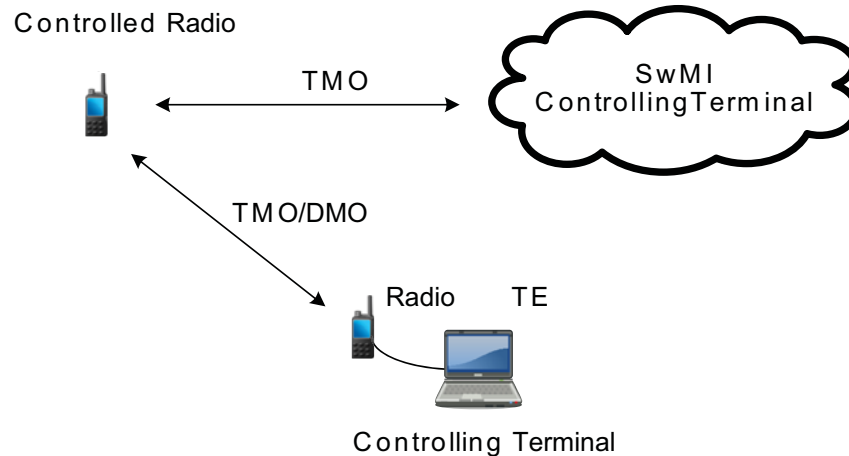 Controlled Radio
TMO
SwMI
ControllingTerminal
TMO/DMO
Radio TE
Controlling Terminal